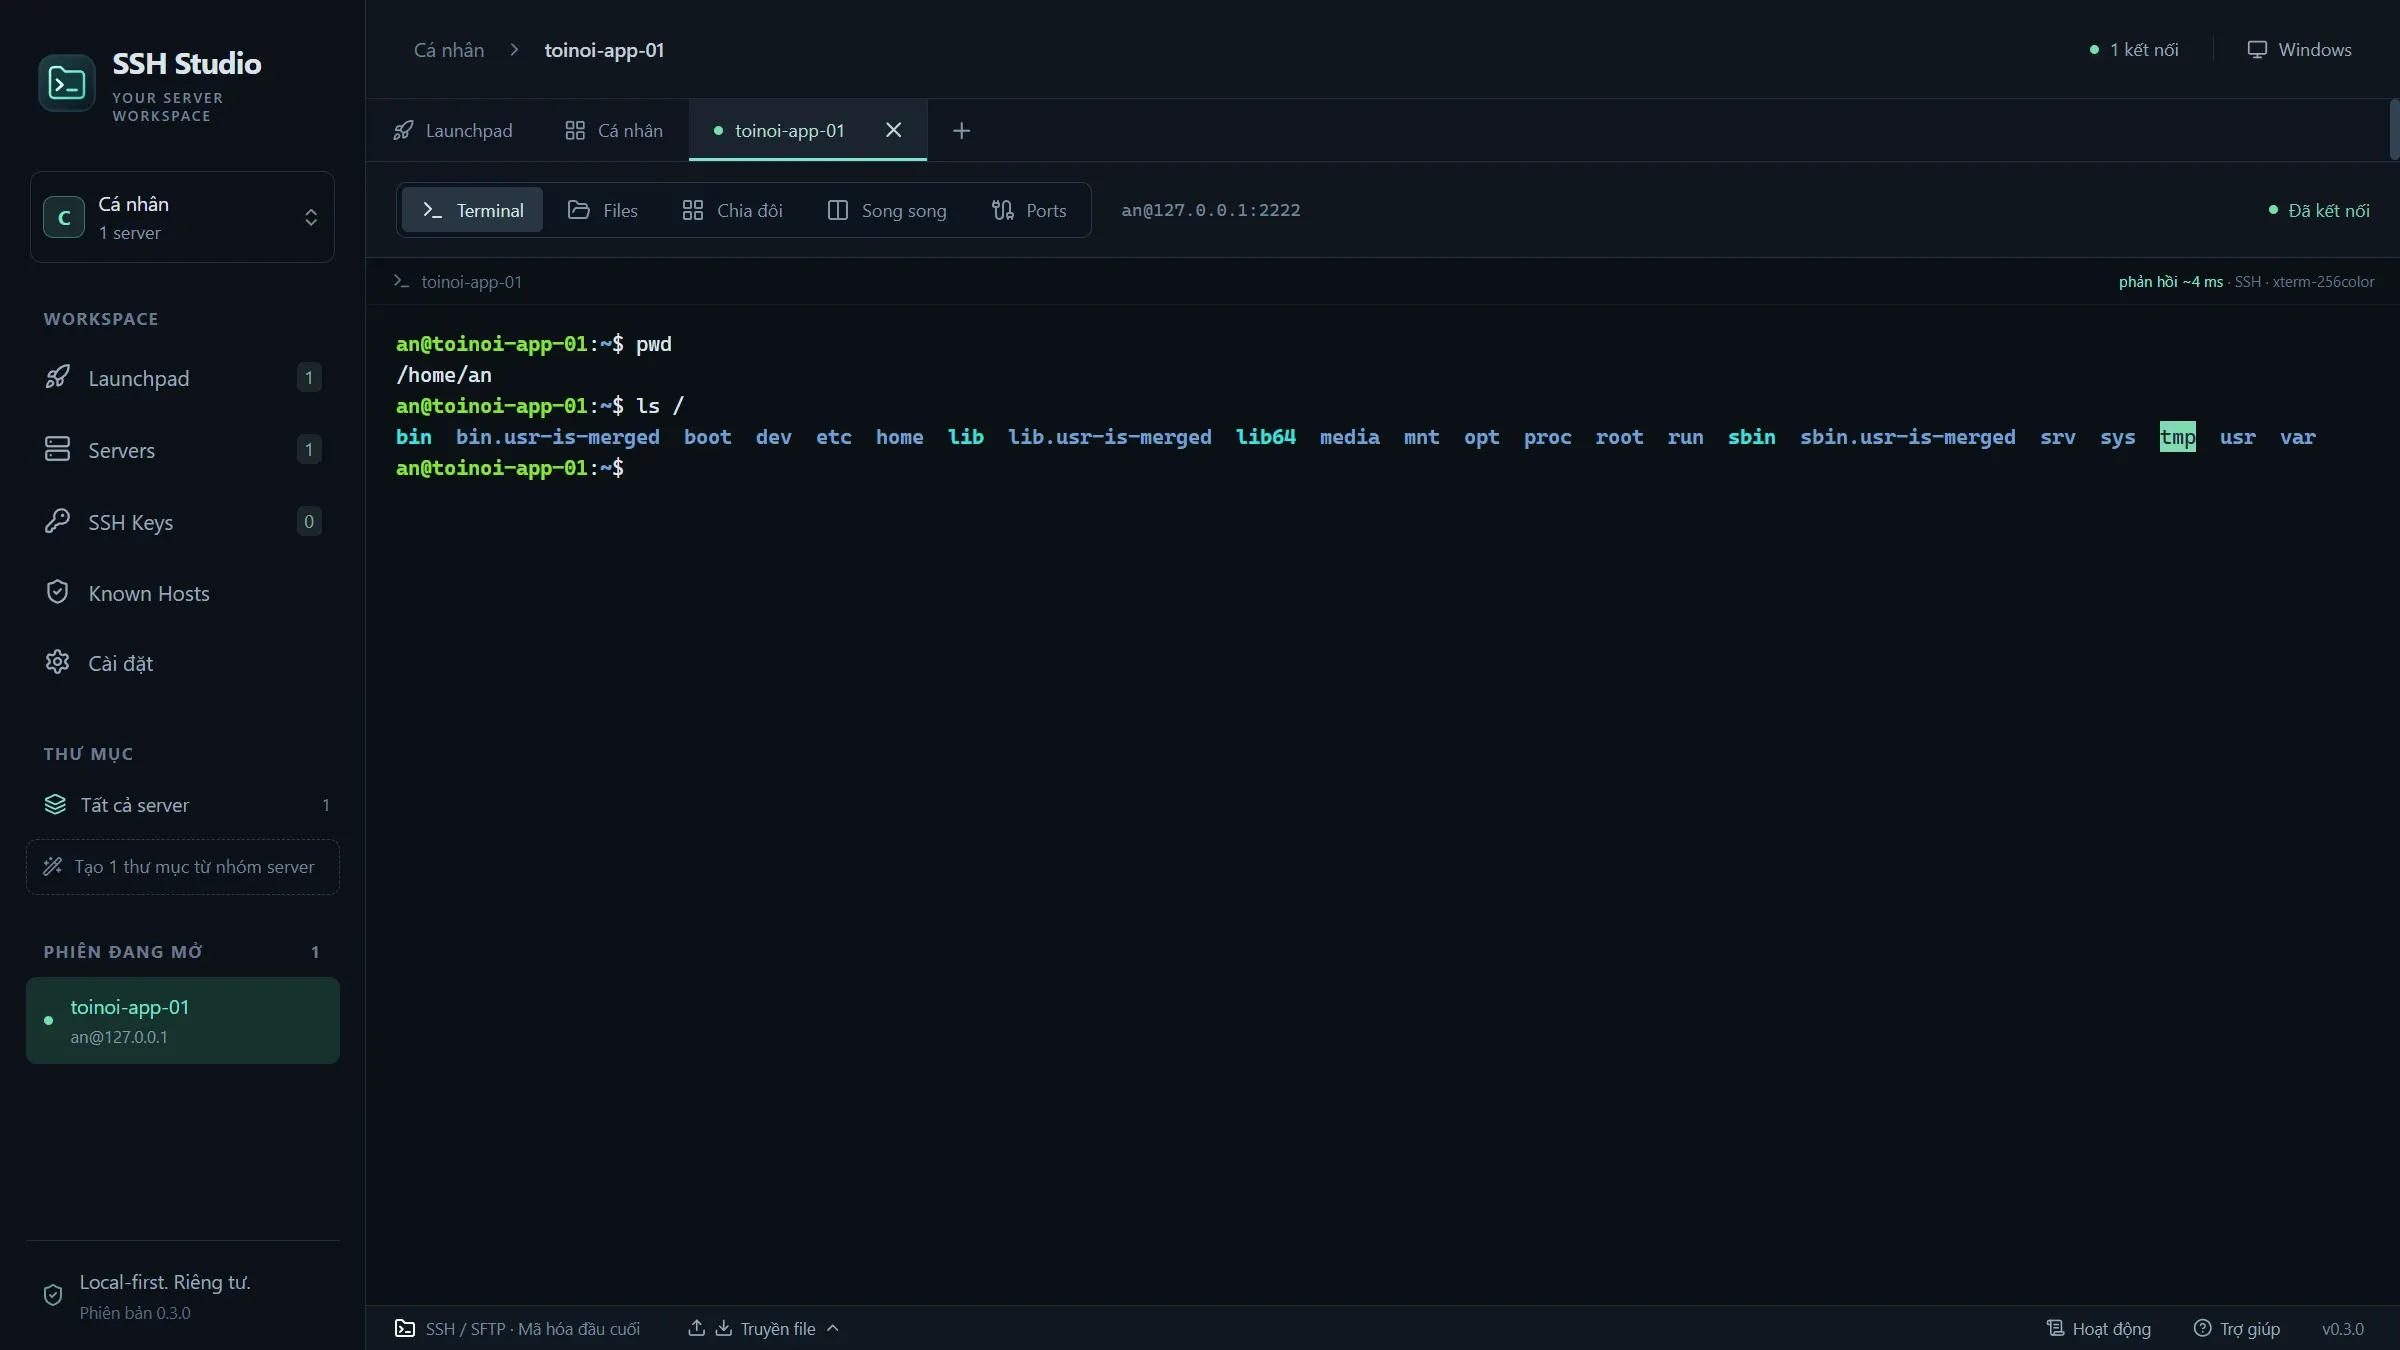 SSH Studio
YOUR SERVER
WORKSPACE
C
Cá nhân
1 server
WORKSPACE
Launchpad 1
Servers 1
SSH Keys 0
Known Hosts
Cài đặt
THƯ MỤC
Tất cả server 1
Tạo 1 thư mục từ nhóm server
PHIÊN ĐANG MỞ 1
toinoi-app-01
an@127.0.0.1
Local-first. Riêng tư.
Phiên bản 0.3.0
Cá nhân > toinoi-app-01
1 kết nối Windows
Launchpad Cá nhân toinoi-app-01
Terminal Files Chia đôi Song song Ports an@127.0.0.1:2222 Đã kết nối
toinoi-app-01 phản hồi ~4 ms · SSH · xterm-256color
an@toinoi-app-01:~$ pwd
/home/an
an@toinoi-app-01:~$ ls /
bin bin.usr-is-merged boot dev etc home lib lib.usr-is-merged lib64 media mnt opt proc root run sbin sbin.usr-is-merged srv sys tmp usr var
an@toinoi-app-01:~$
SSH / SFTP · Mã hóa đầu cuối Truyền file Hoạt động Trợ giúp v0.3.0